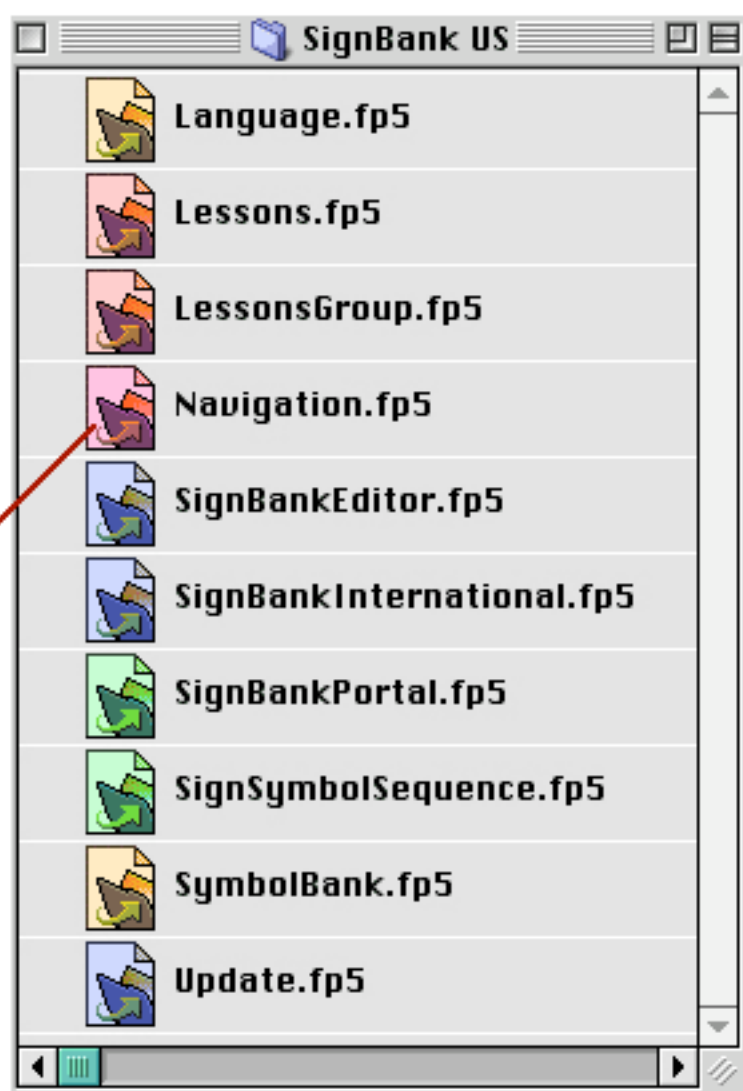 SignBank US
Language.fp5
Lessons.fp5
LessonsGroup.fp5
Navigation.fp5
SignBankEditor.fp5
SignBankInternational.fp5
SignBankPortal.fp5
SignSymbolSequence.fp5
SymbolBank.fp5
Update.fp5